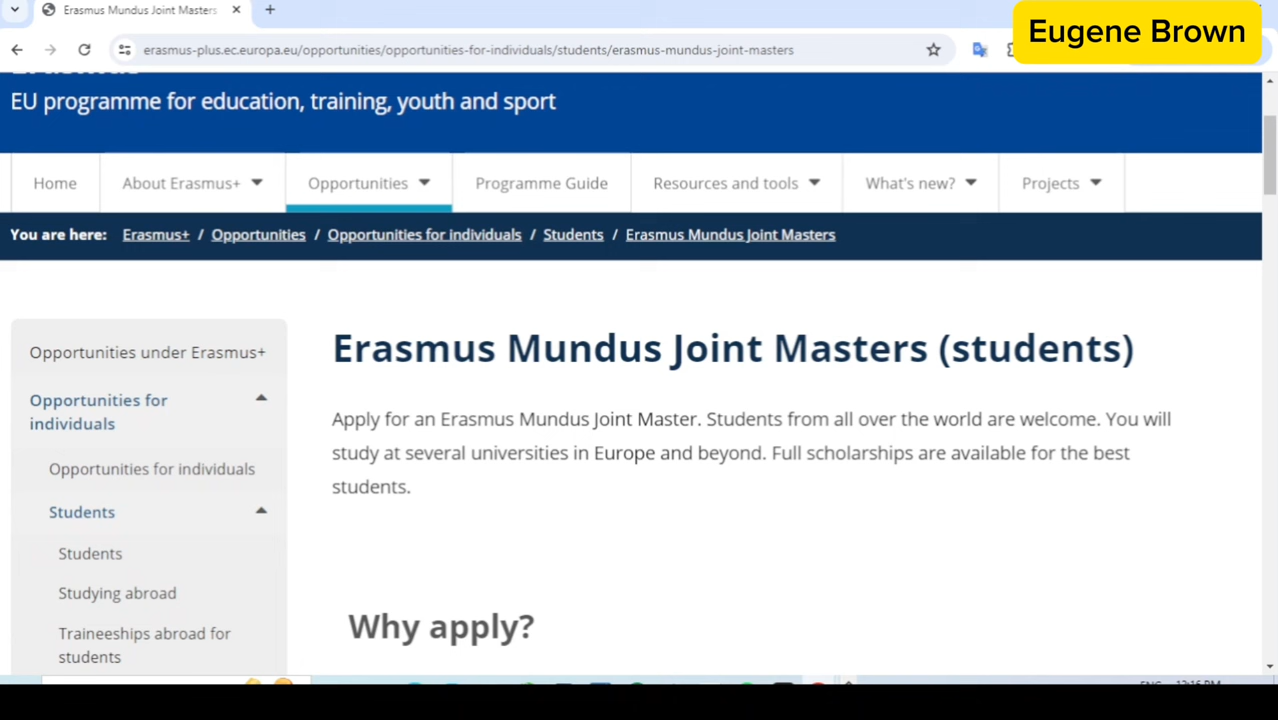 Erasmus Mundus Joint Masters
Eugene Brown
erasmus-plus.ec.europa.eu/opportunities/opportunities-for-individuals/students/erasmus-mundus-joint-masters
EU programme for education, training, youth and sport
Home About Erasmus+ Opportunities Programme Guide Resources and tools What's new? Projects
You are here: Erasmus+ / Opportunities / Opportunities for individuals / Students / Erasmus Mundus Joint Masters
Opportunities under Erasmus+
Opportunities for
individuals
Opportunities for individuals
Students
Students
Studying abroad
Traineeships abroad for
students
Erasmus Mundus Joint Masters (students)
Apply for an Erasmus Mundus Joint Master. Students from all over the world are welcome. You will
study at several universities in Europe and beyond. Full scholarships are available for the best
students.
Why apply?